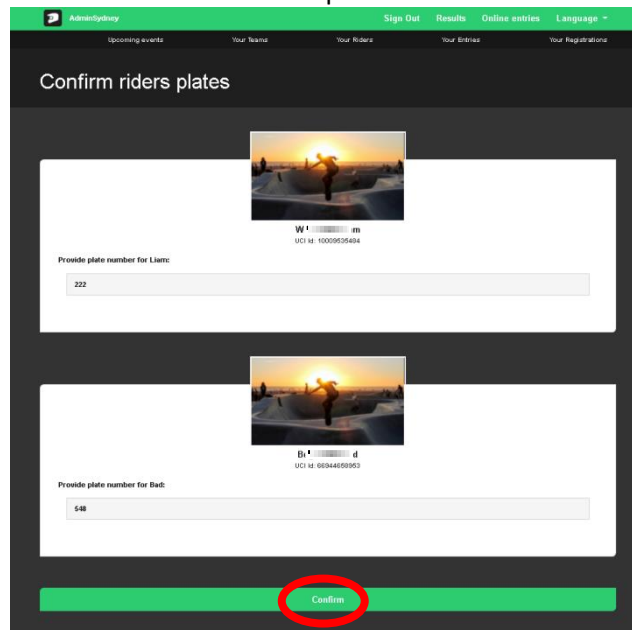 AdminSydney Sign Out Results Online entries Language
Upcoming events Your Teams Your Riders Your Entries Your Registrations
Confirm riders plates
UCI Id: 10009535494
Provide plate number for Liam:
222
UCI Id: 66944659953
Provide plate number for Bad:
548
Confirm